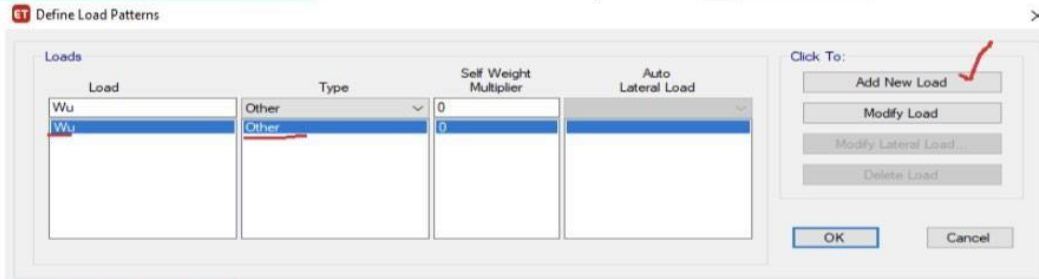 ET Define Load Patterns
Loads
Click To:
Load Type Self Weight Multiplier Auto Lateral Load
Wu Other 0
Wu Other 0
Add New Load
Modify Load
Modify Lateral Load...
Delete Load
OK Cancel